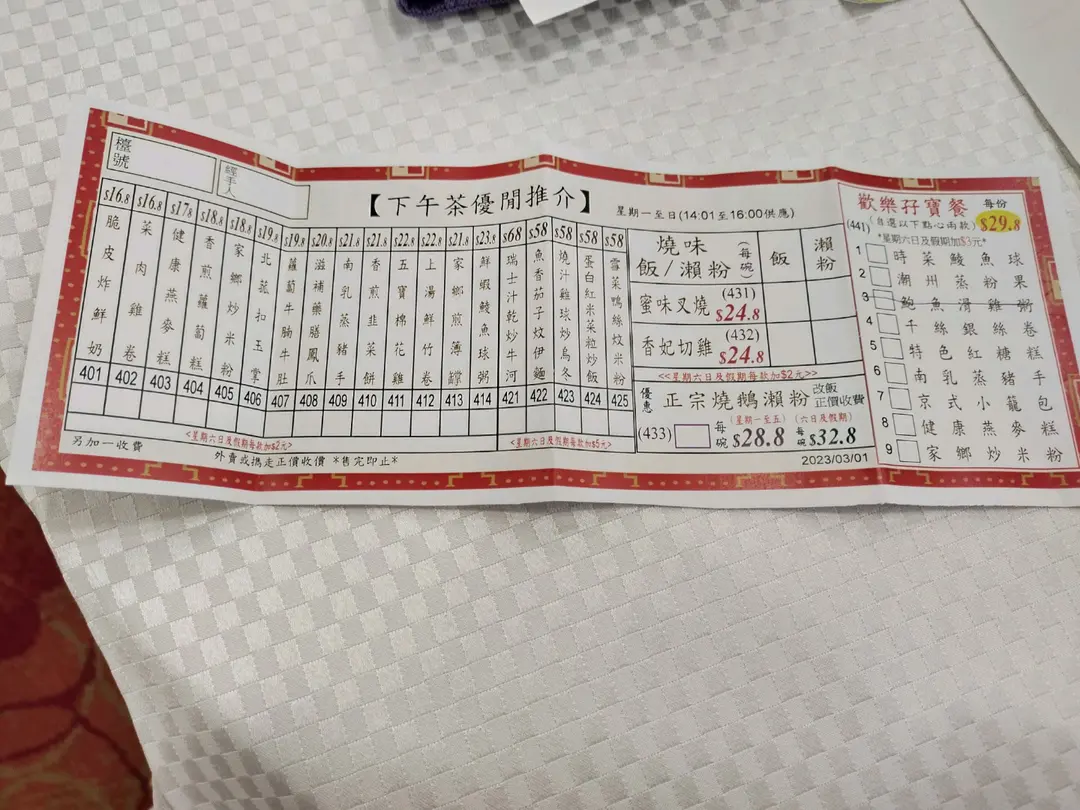 檯號
經手人
【下午茶優閒推介】
星期一至日(14:01至16:00供應)
$16.8 脆皮炸鮮奶 401
$16.8 菜肉雞卷 402
$17.8 健康燕麥糕 403
$18.8 香煎蘿蔔糕 404
$18.8 家鄉炒米粉 405
$19.8 北菰扣玉掌 406
$19.8 蘿蔔牛腩牛肚 407
$20.8 滋補藥膳鳳爪 408
$21.8 南乳蒸豬手 409
$21.8 香煎韭菜餅 410
$22.8 五寶棉花雞 411
$22.8 上湯鮮竹卷 412
$21.8 家鄉煎薄罉 413
$23.8 鮮蝦鯪魚球粥 414
$68 瑞士汁乾炒牛河 421
$58 魚香茄子炆伊麵 422
$58 燒汁雞球炒烏冬 423
$58 蛋白紅米菜粒炒飯 424
$58 雪菜鴨絲炆米粉 425
另加一收費
<星期六日及假期每款加$2元>
<星期六日及假期每款加$5元>
外賣或攜走正價收價 *售完即止*
燒味飯/瀨粉 (每碗) 飯 瀨粉
蜜味叉燒 (431) $24.8
香妃切雞 (432) $24.8
<<星期六日及假期每款加$2元>>
優惠 正宗燒鵝瀨粉 改飯正價收費
(星期一至五) (六日及假期)
(433) 每碗 $28.8 每碗 $32.8
2023/03/01
歡樂孖寶餐 每份 $29.8
(441) (自選以下點心兩款)
*星期六日及假期加$3元*
1 時菜鯪魚球
2 潮州蒸粉果
3 鮑魚滑雞粥
4 千絲銀絲卷
5 特色紅糖糕
6 南乳蒸豬手
7 京式小籠包
8 健康燕麥糕
9 家鄉炒米粉